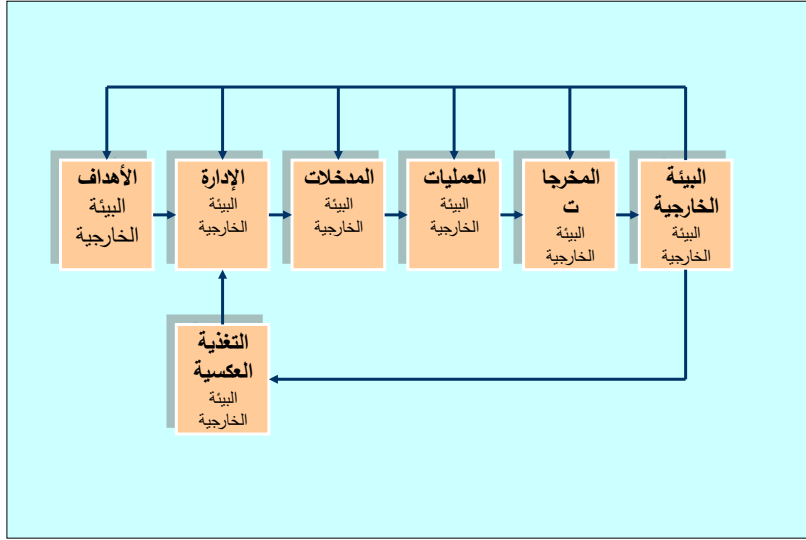 الأهداف
البيئة
الخارجية
الإدارة
البيئة
الخارجية
المدخلات
البيئة
الخارجية
العمليات
البيئة
الخارجية
المخرجا
ت
البيئة
الخارجية
البيئة
الخارجية
البيئة
الخارجية
التغذية
العكسية
البيئة
الخارجية